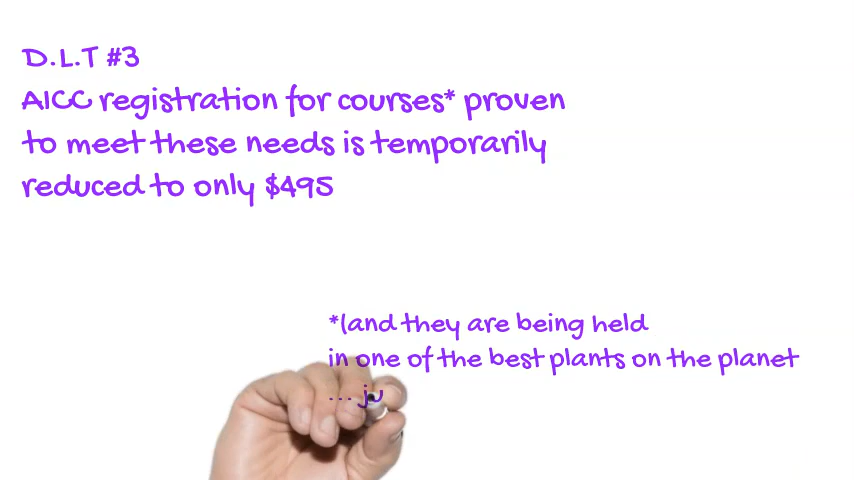 D.L.T #3
AICC registration for courses* proven
to meet these needs is temporarily
reduced to only $495
*(and they are being held
in one of the best plants on the planet
... ju